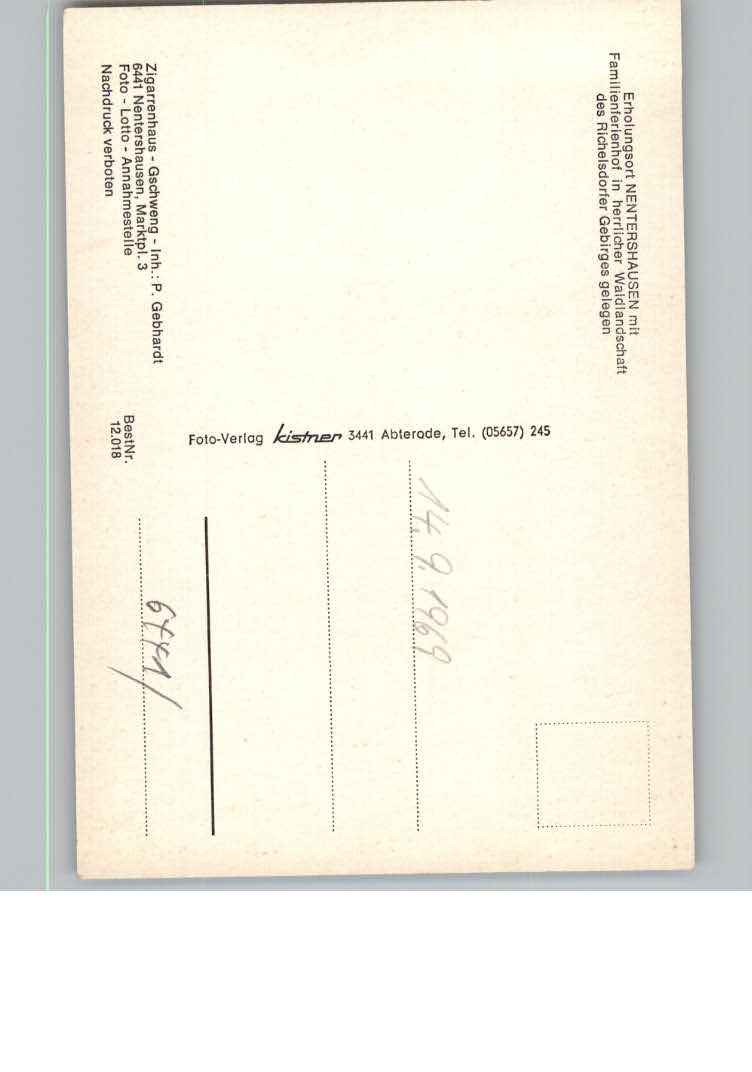 Erholungsort NENTERSHAUSEN mit
Familienferienhof in herrlicher Waldlandschaft
des Richelsdorfer Gebirges gelegen
Foto-Verlag kistner 3441 Abterode, Tel. (05657) 245
14. 9. 1969
6441/
Zigarrenhaus - Gschweng - Inh.: P. Gebhardt
6441 Nentershausen, Marktpl. 3
Foto - Lotto - Annahmestelle
Nachdruck verboten
BestNr.
12.018